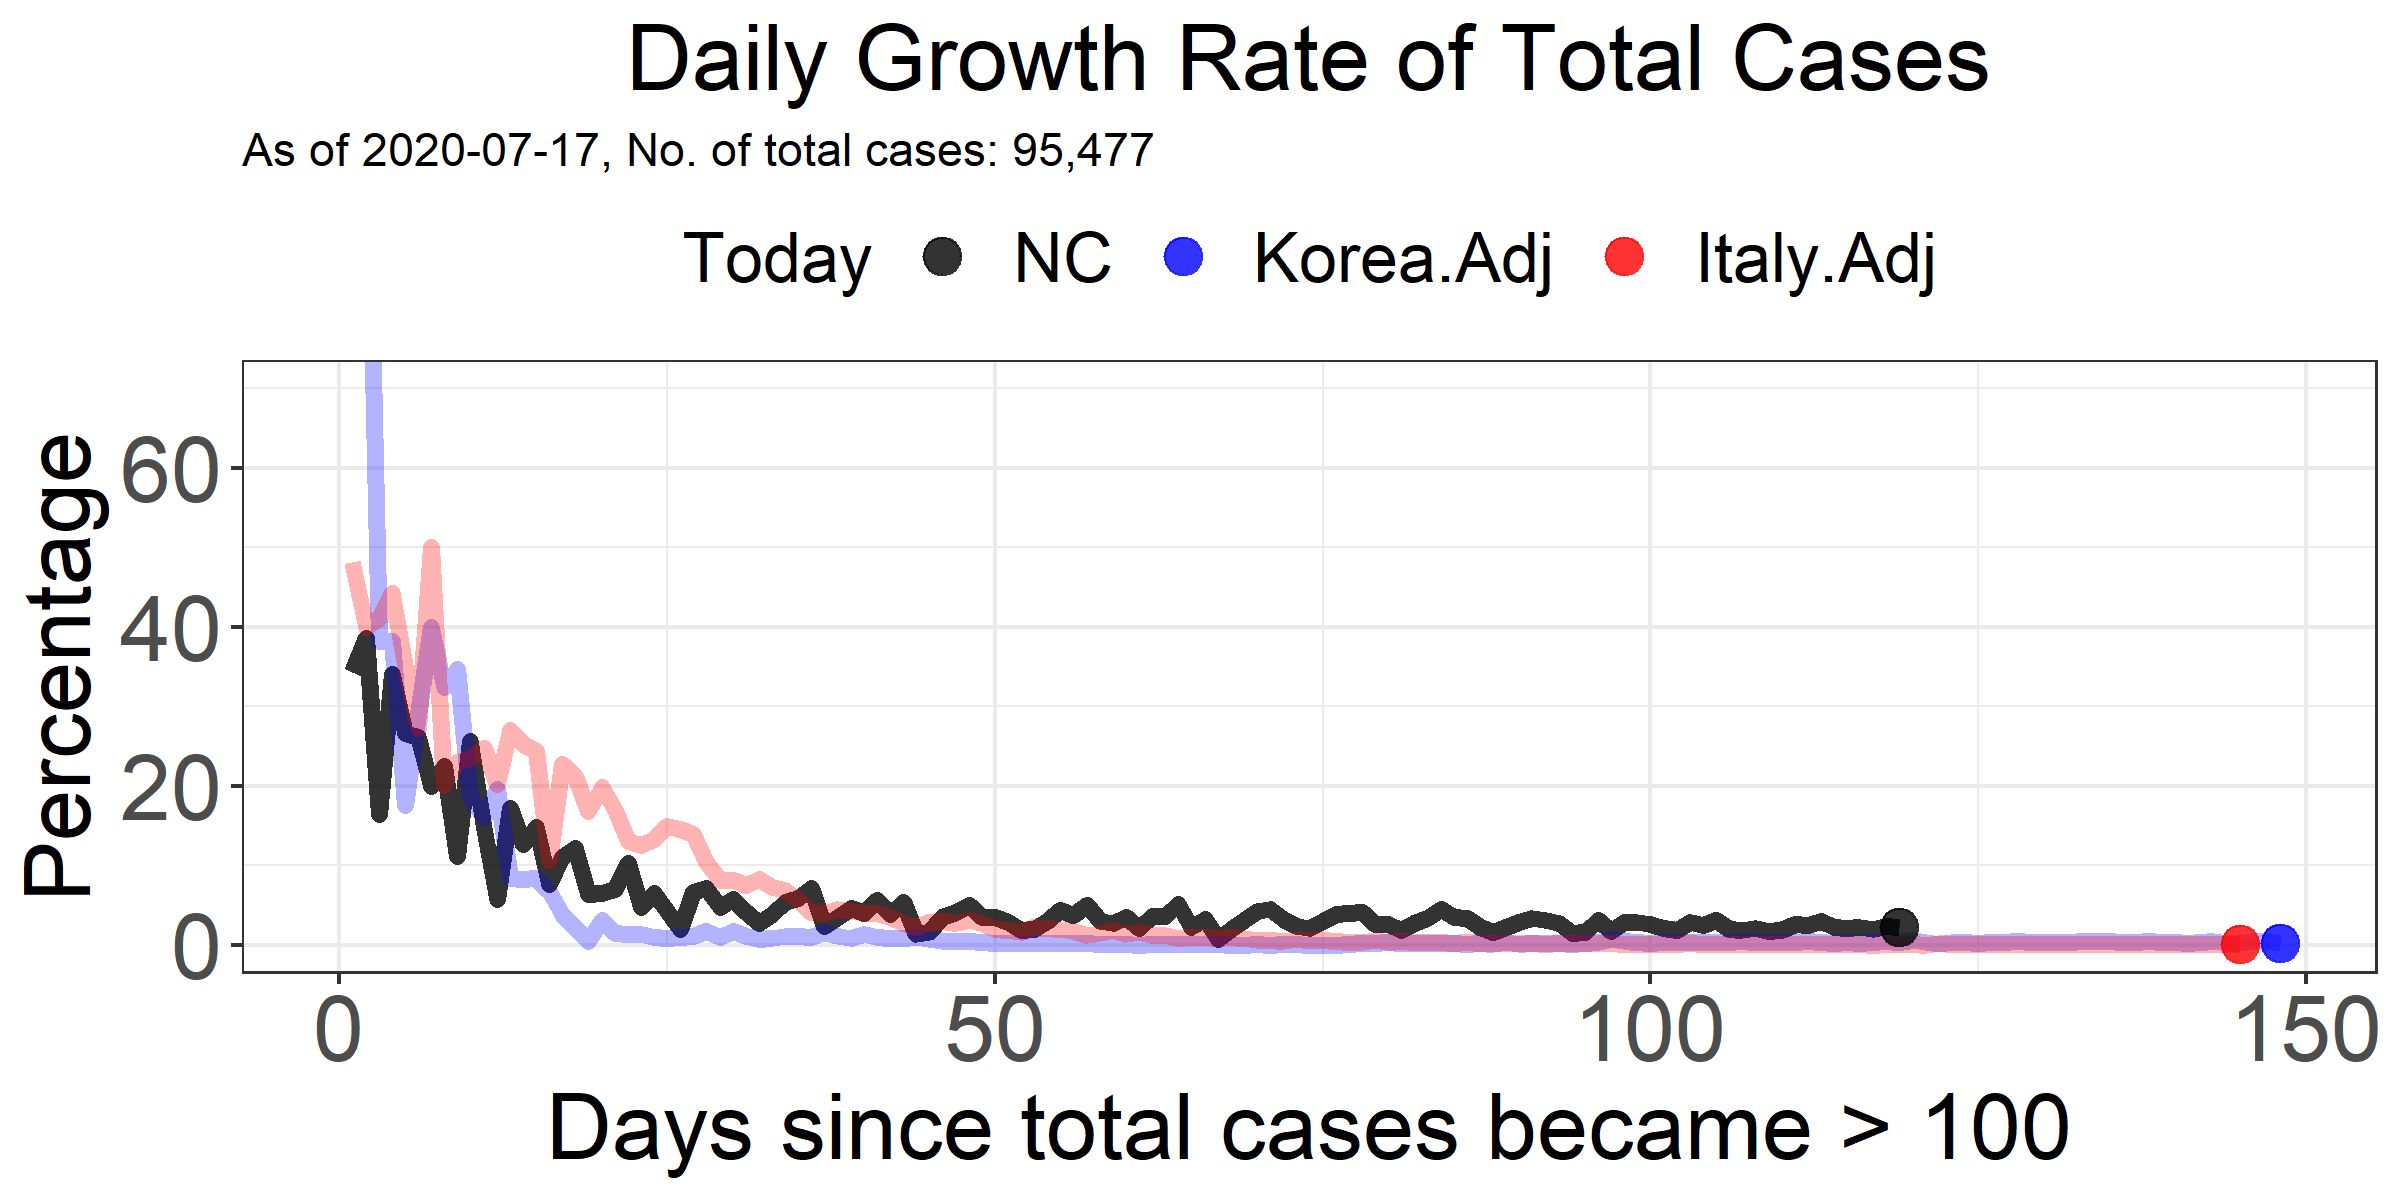 Daily Growth Rate of Total Cases
As of 2020-07-17, No. of total cases: 95,477
Today NC Korea.Adj Italy.Adj
Percentage
60
40
20
0
0 50 100 150
Days since total cases became > 100